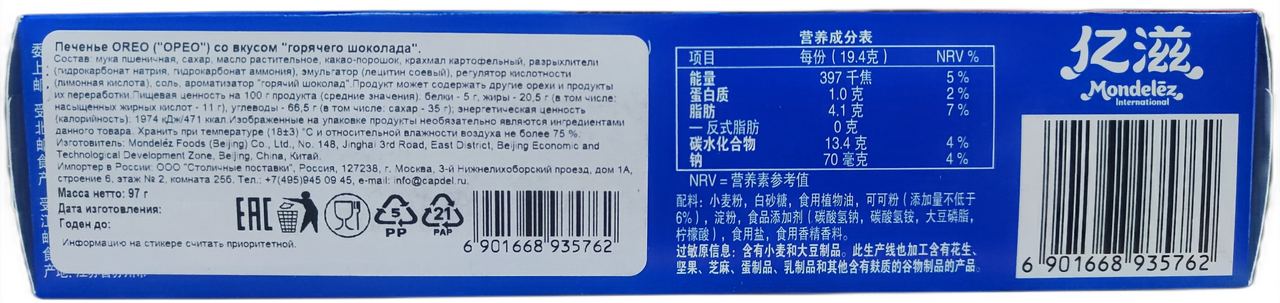 Печенье OREO ("ОРЕО") со вкусом "горячего шоколада".
Состав: мука пшеничная, сахар, масло растительное, какао-порошок, крахмал картофельный, разрыхлители
(гидрокарбонат натрия, гидрокарбонат аммония), эмульгатор (лецитин соевый), регулятор кислотности
(лимонная кислота), соль, ароматизатор "горячий шоколад".Продукт может содержать другие орехи и продукты
их переработки.Пищевая ценность на 100 г продукта (средние значения): белки - 5 г, жиры - 20,5 г (в том числе:
насыщенных жирных кислот - 11 г), углеводы - 66,5 г (в том числе: сахар - 35 г); энергетическая ценность
(калорийность): 1974 кДж/471 ккал.Изображенные на упаковке продукты необязательно являются ингредиентами
данного товара. Хранить при температуре (18±3) °C и относительной влажности воздуха не более 75 %.
Изготовитель: Mondelēz Foods (Beijing) Co., Ltd., No. 148, Jinghai 3rd Road, East District, Beijing Economic and
Technological Development Zone, Beijing, China, Китай.
Импортер в России: ООО "Столичные поставки", Россия, 127238, г. Москва, 3-й Нижнелихоборский проезд, дом 1А,
строение 6, этаж № 2, комната 25б, Тел.: +7(495)945 09 45, e-mail: info@capdel.ru
Масса нетто: 97 г
Дата изготовления:
Годен до:
Информацию на стикере считать приоритетной.
EAC
5
PP
21
PAP
6 901668 935762
营养成分表
项目 每份（19.4克） NRV %
能量 397 千焦 5 %
蛋白质 1.0 克 2 %
脂肪 4.1 克 7 %
— 反式脂肪 0 克
碳水化合物 13.4 克 4 %
钠 70 毫克 4 %
NRV = 营养素参考值
配料：小麦粉，白砂糖，食用植物油，可可粉（添加量不低于
6%），淀粉，食品添加剂（碳酸氢钠，碳酸氢铵，大豆磷脂，
柠檬酸），食用盐，食用香精香料。
过敏原信息：含有小麦和大豆制品。此生产线也加工含有花生、
坚果、芝麻、蛋制品、乳制品和其他含有麸质的谷物制品的产品。
亿滋
Mondelēz
International
6 901668 935762